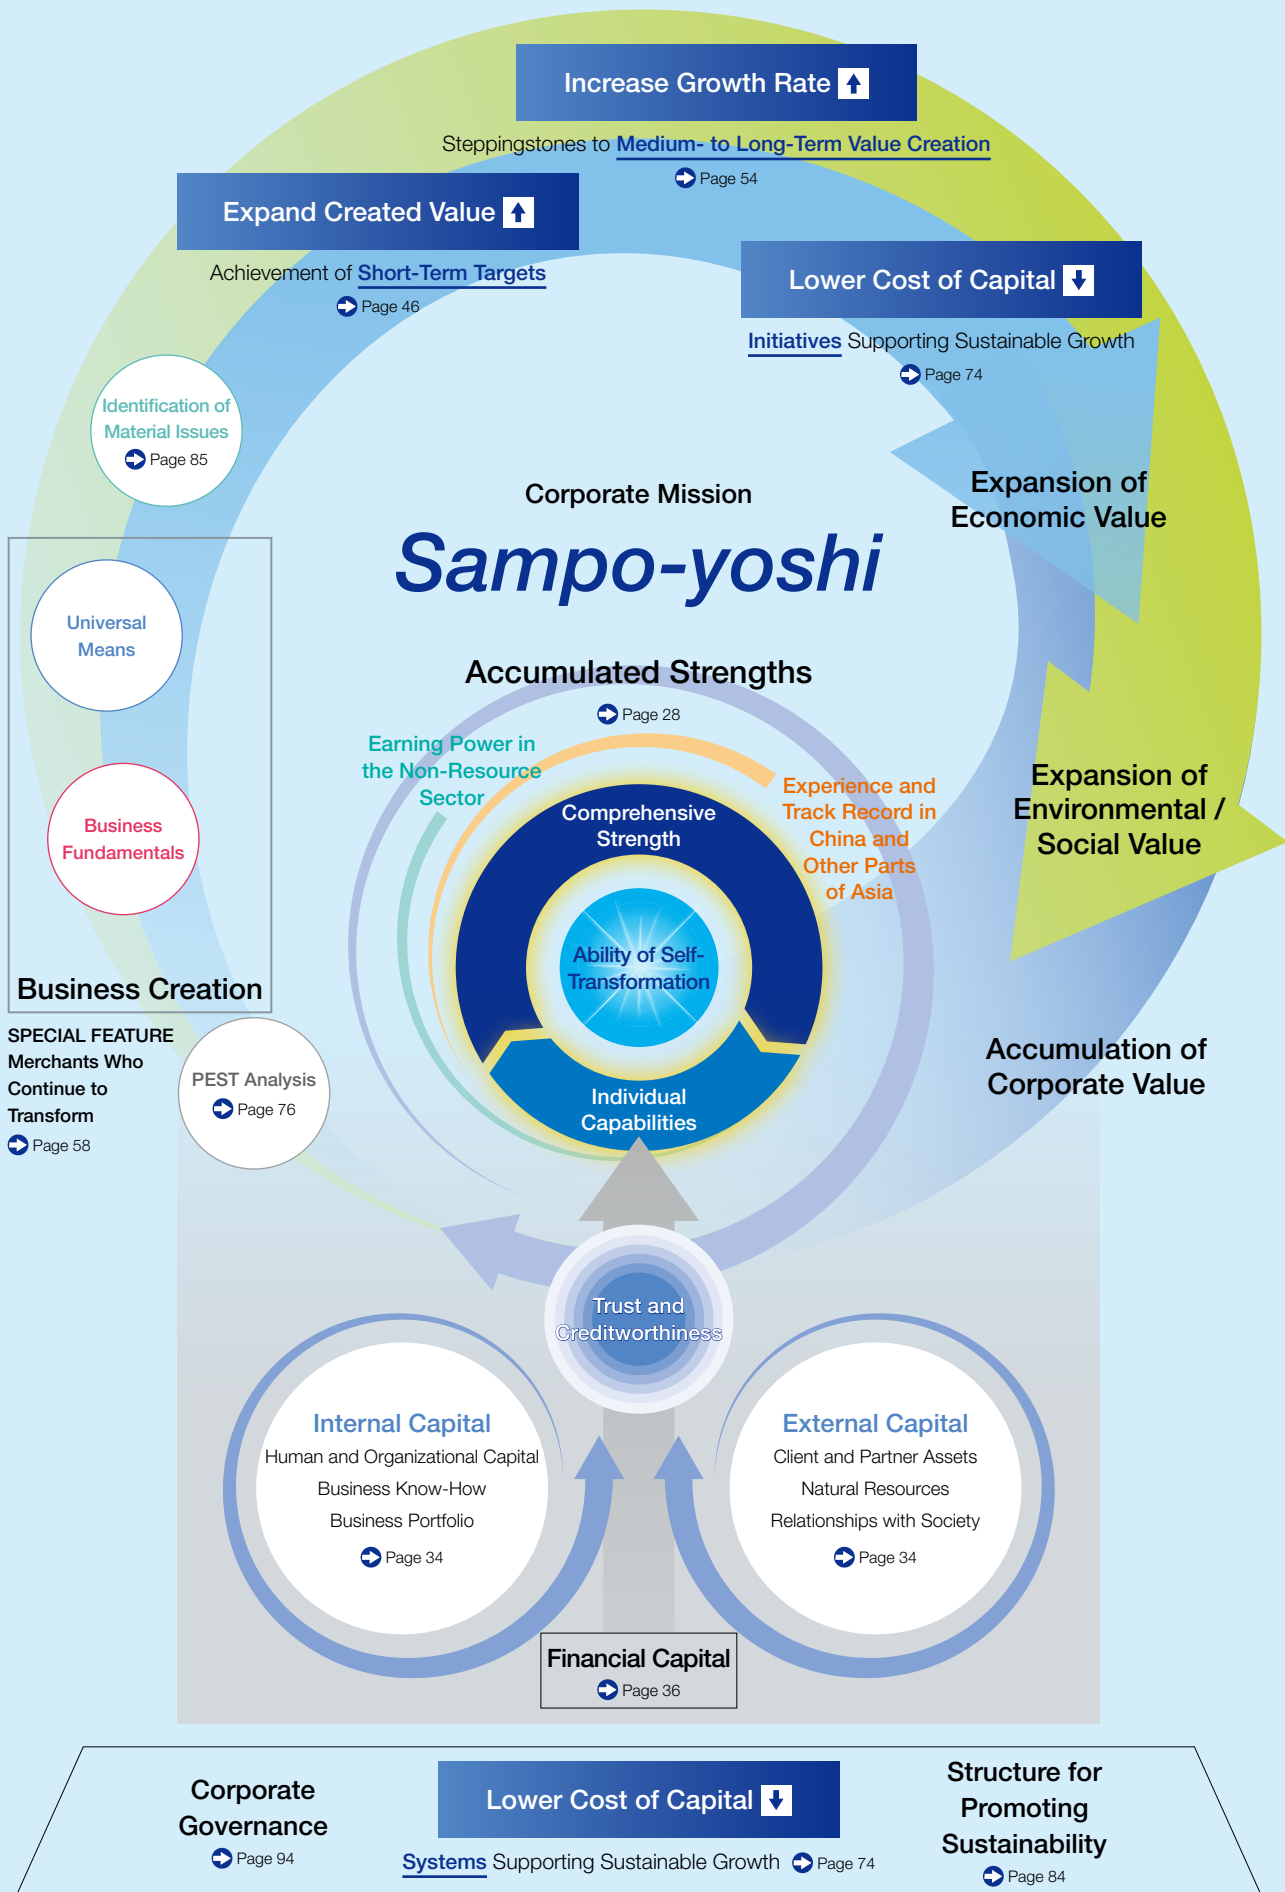 Increase Growth Rate
Steppingstones to Medium- to Long-Term Value Creation
Page 54
Expand Created Value
Achievement of Short-Term Targets
Page 46
Lower Cost of Capital
Initiatives Supporting Sustainable Growth
Page 74
Identification of
Material Issues
Page 85
Corporate Mission
Sampo-yoshi
Expansion of
Economic Value
Universal
Means
Business
Fundamentals
Business Creation
SPECIAL FEATURE
Merchants Who
Continue to
Transform
Page 58
PEST Analysis
Page 76
Accumulated Strengths
Page 28
Earning Power in
the Non-Resource
Sector
Experience and
Track Record in
China and
Other Parts
of Asia
Comprehensive
Strength
Ability of Self-
Transformation
Individual
Capabilities
Expansion of
Environmental /
Social Value
Accumulation of
Corporate Value
Trust and
Creditworthiness
Internal Capital
Human and Organizational Capital
Business Know-How
Business Portfolio
Page 34
External Capital
Client and Partner Assets
Natural Resources
Relationships with Society
Page 34
Financial Capital
Page 36
Corporate
Governance
Page 94
Lower Cost of Capital
Systems Supporting Sustainable Growth Page 74
Structure for
Promoting
Sustainability
Page 84